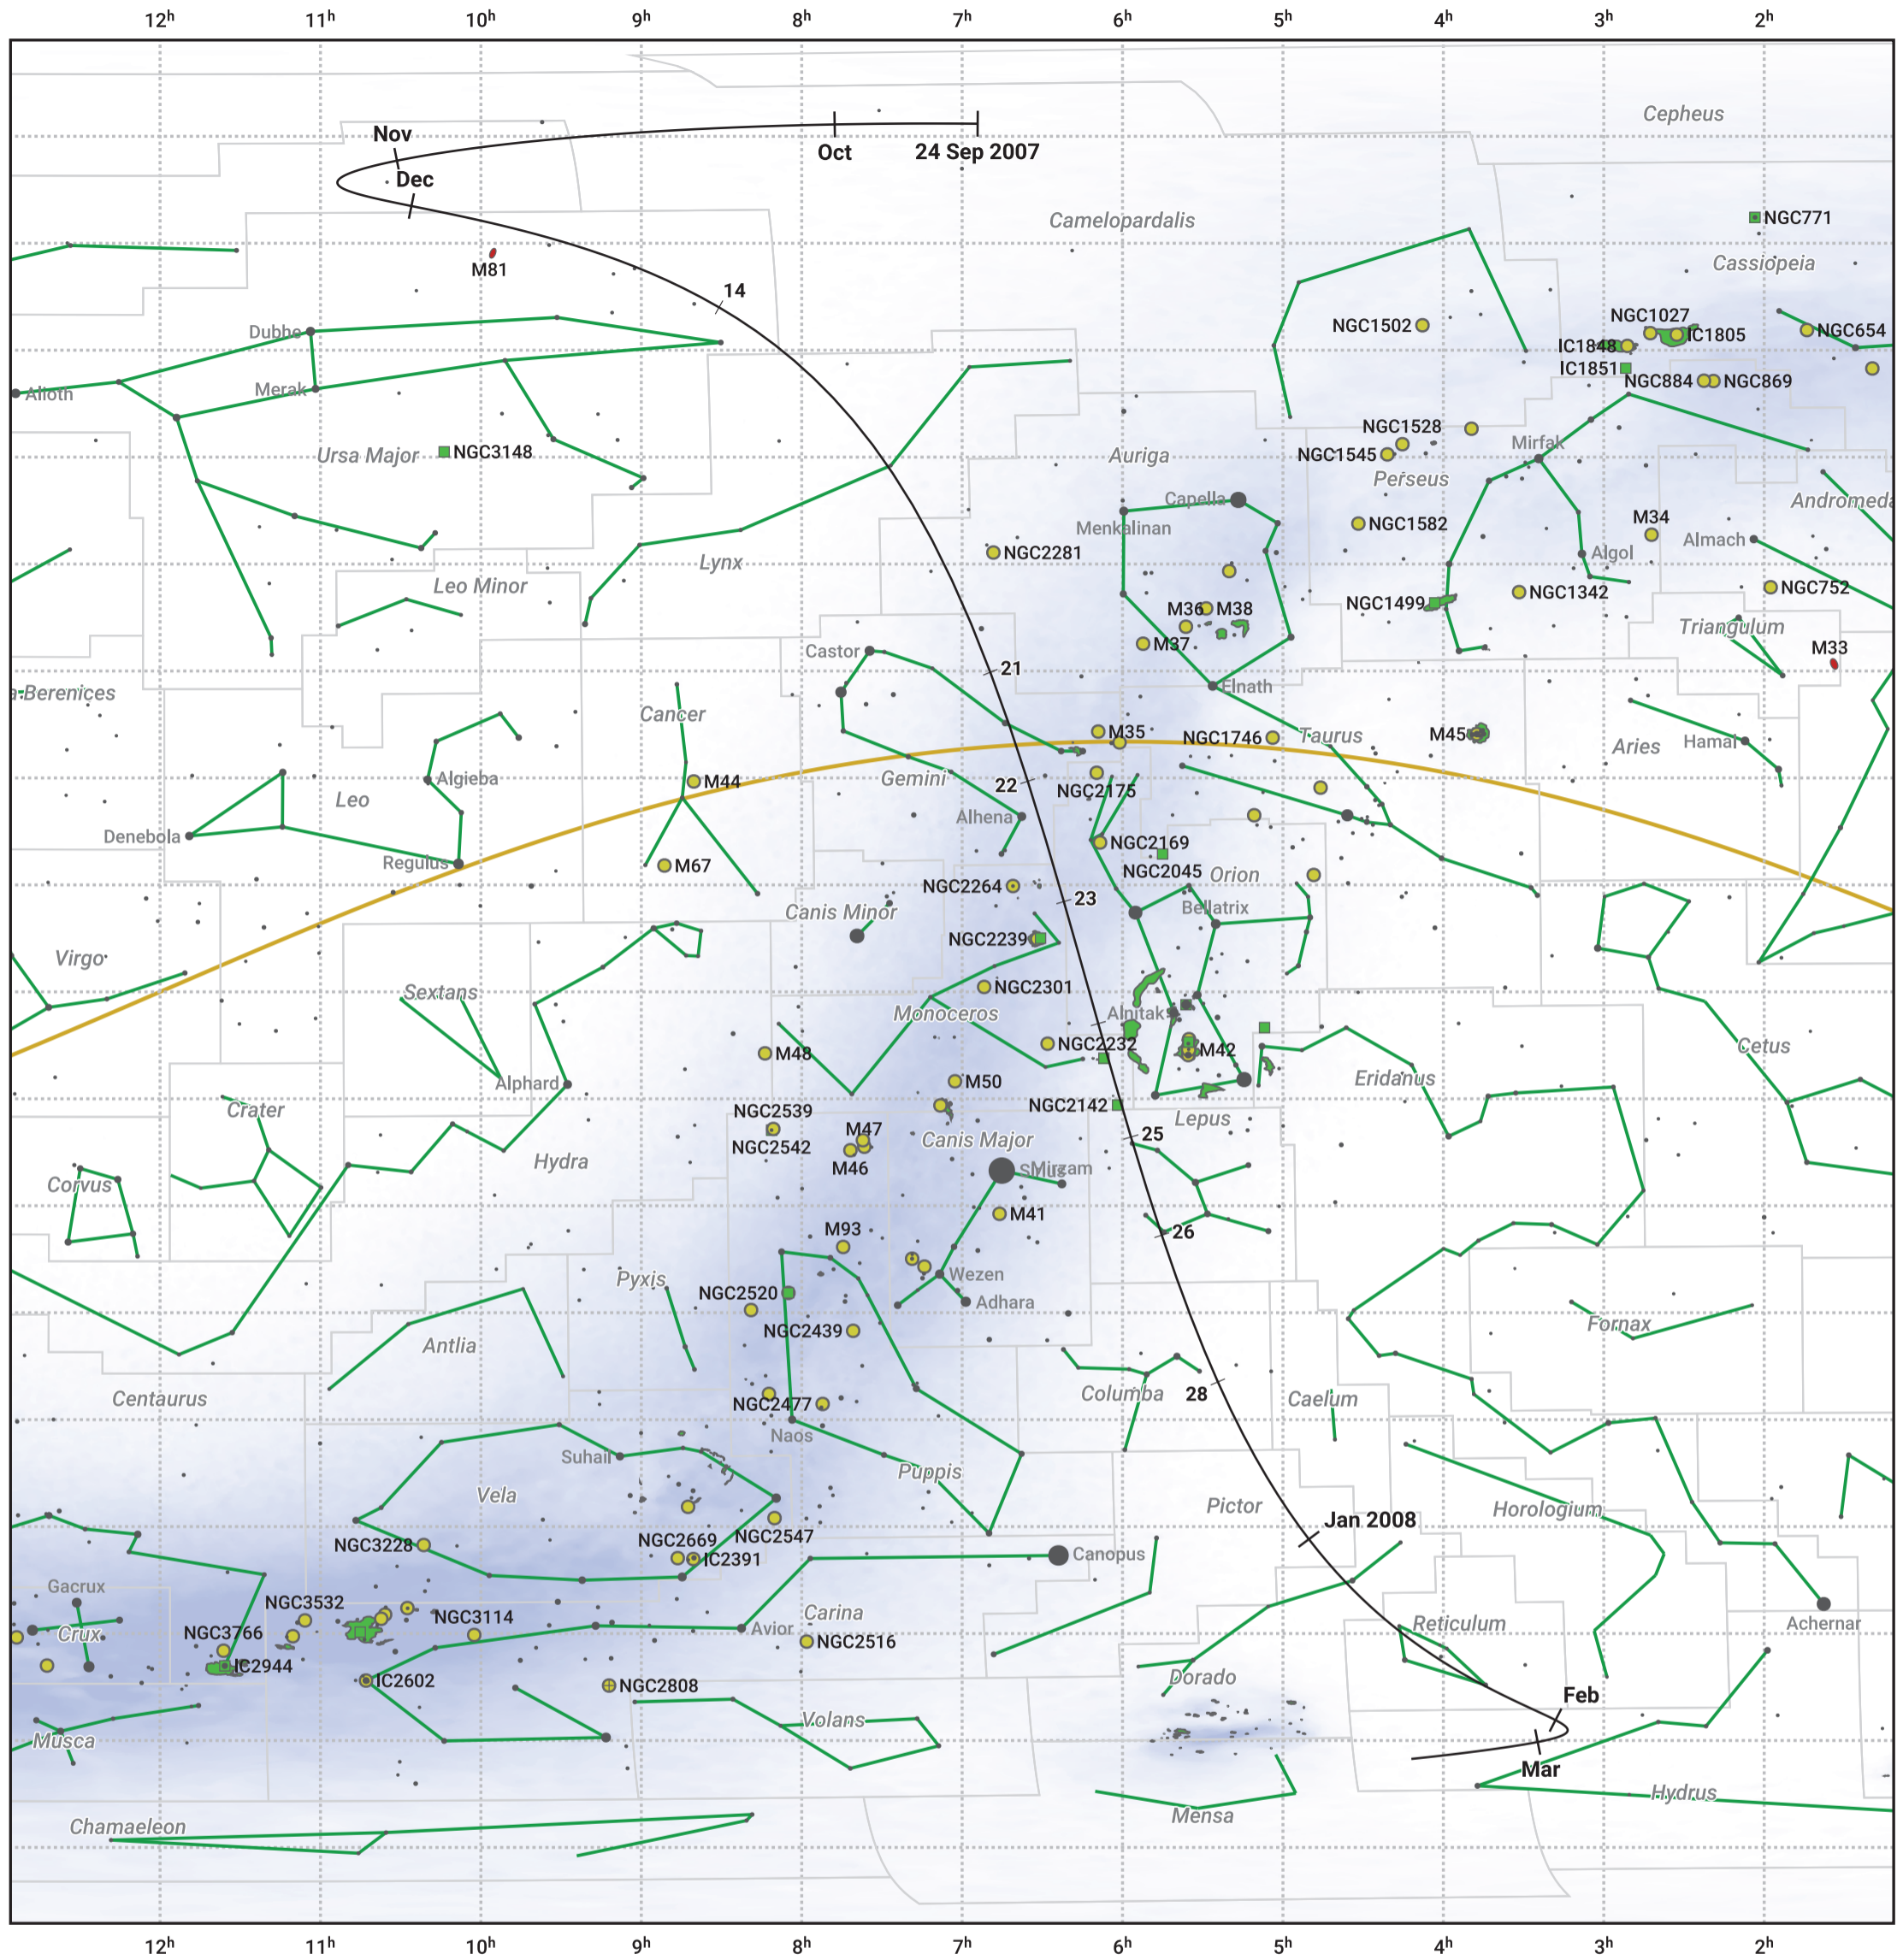 12h 11h 10h 9h 8h 7h 6h 5h 4h 3h 2h
Cepheus
Nov
Oct
24 Sep 2007
Dec
Camelopardalis
NGC771
Cassiopeia
M81
14
NGC1027
Dubhe
NGC1502
NGC654
IC1805
IC1848
IC1851
NGC884
NGC869
Merak
Alioth
NGC1528
Mirfak
Ursa Major
NGC3148
Auriga
NGC1545
Perseus
Capella
Andromeda
Menkalinan
NGC1582
M34
Almach
NGC2281
Algol
Lynx
Leo Minor
NGC752
NGC1342
M36
M38
NGC1499
Triangulum
M37
M33
Castor
21
Elnath
a Berenices
Cancer
M35
NGC1746
Taurus
M45
Aries
Hamal
Algieba
Gemini
M44
22
NGC2175
Leo
Alhena
Denebola
NGC2169
Regulus
M67
NGC2045
Orion
NGC2264
23
Canis Minor
Bellatrix
NGC2239
Virgo
Sextans
NGC2301
Monoceros
Alnitak
NGC2232
M42
Cetus
M48
Alphard
M50
Eridanus
Crater
NGC2539
NGC2142
Lepus
M47
25
NGC2542
Canis Major
Hydra
M46
Sirius
Mirzam
Corvus
M41
M93
26
Pyxis
Wezen
NGC2520
Adhara
NGC2439
Fornax
Antlia
Columba
28
Centaurus
NGC2477
Caelum
Naos
Suhail
Puppis
Vela
Pictor
Horologium
Jan 2008
NGC2669
NGC2547
NGC3228
IC2391
Canopus
Gacrux
NGC3532
NGC3114
Carina
Reticulum
Achernar
Crux
NGC3766
Avior
NGC2516
IC2944
IC2602
NGC2808
Dorado
Feb
Volans
Musca
Mar
Hydrus
Mensa
Chamaeleon
12h 11h 10h 9h 8h 7h 6h 5h 4h 3h 2h